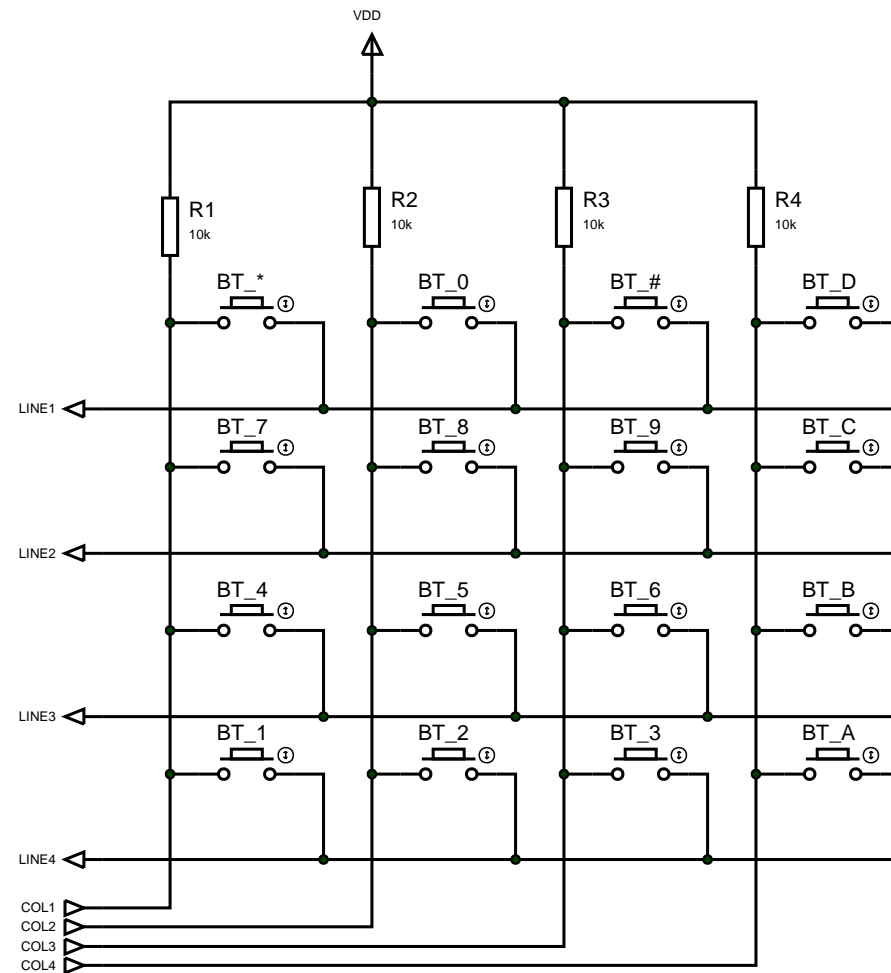 VDD
R1
10k
R2
10k
R3
10k
R4
10k
BT_*
BT_0
BT_#
BT_D
LINE1
BT_7
BT_8
BT_9
BT_C
LINE2
BT_4
BT_5
BT_6
BT_B
LINE3
BT_1
BT_2
BT_3
BT_A
LINE4
COL1
COL2
COL3
COL4